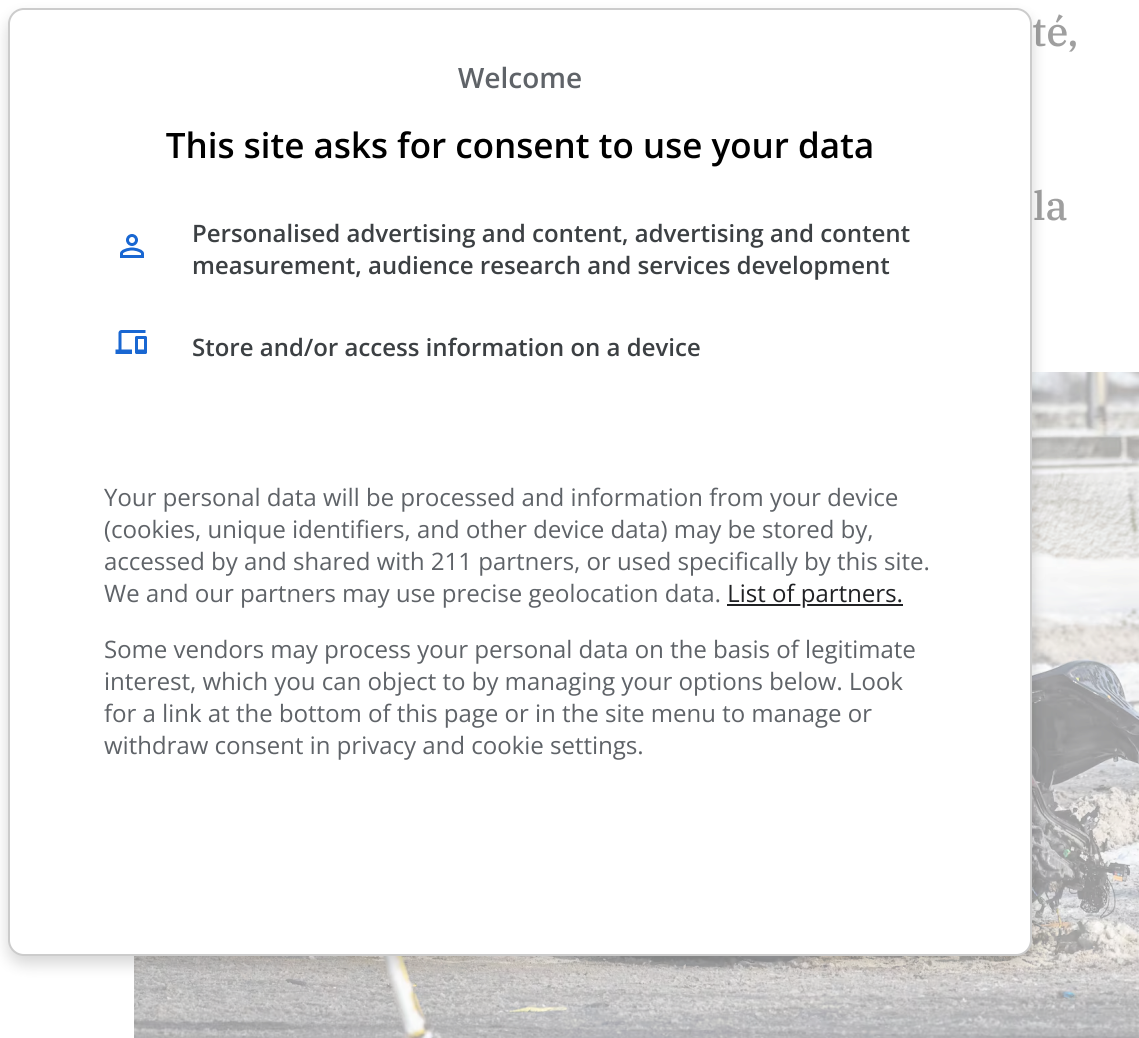 té,
Welcome
This site asks for consent to use your data
la
Personalised advertising and content, advertising and content
measurement, audience research and services development
Store and/or access information on a device
Your personal data will be processed and information from your device
(cookies, unique identifiers, and other device data) may be stored by,
accessed by and shared with 211 partners, or used specifically by this site.
We and our partners may use precise geolocation data. List of partners.
Some vendors may process your personal data on the basis of legitimate
interest, which you can object to by managing your options below. Look
for a link at the bottom of this page or in the site menu to manage or
withdraw consent in privacy and cookie settings.